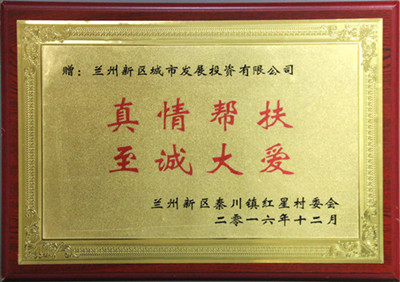 赠：兰州新区城市发展投资有限公司
真情帮扶
至诚大爱
兰州新区秦川镇红星村委会
二零一六年十二月